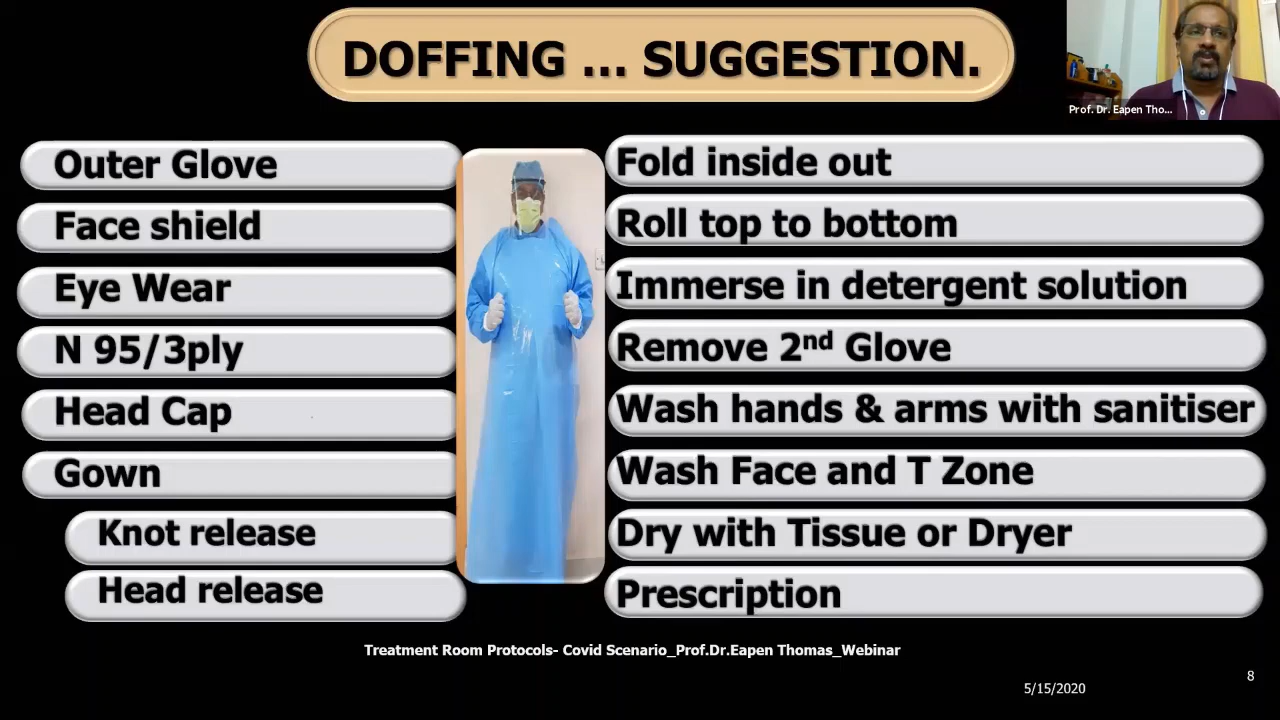 DOFFING ... SUGGESTION.
Prof. Dr. Eapen Tho...
Outer Glove
Face shield
Eye Wear
N 95/3ply
Head Cap
Gown
Knot release
Head release
Fold inside out
Roll top to bottom
Immerse in detergent solution
Remove 2nd Glove
Wash hands & arms with sanitiser
Wash Face and T Zone
Dry with Tissue or Dryer
Prescription
Treatment Room Protocols- Covid Scenario_Prof.Dr.Eapen Thomas_Webinar
8
5/15/2020